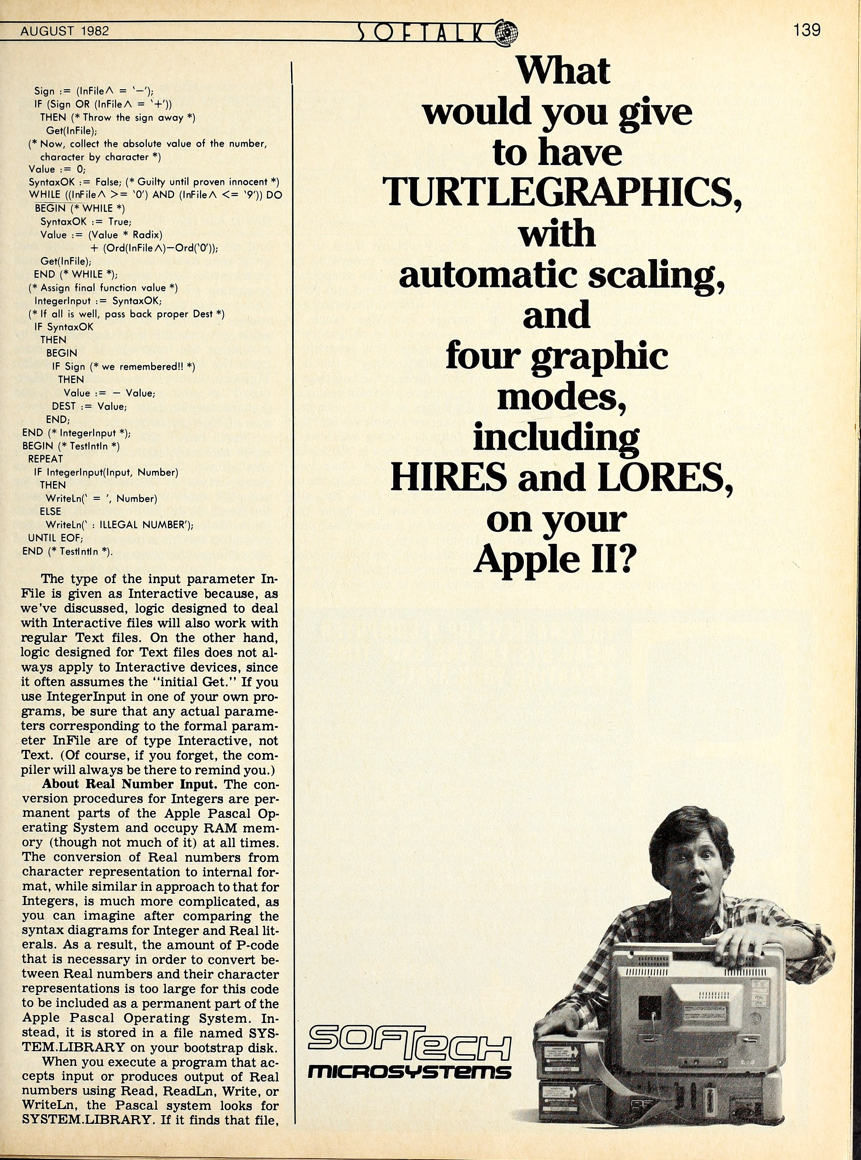 AUGUST 1982
SOFTALK
139
Sign := (InFile∧ = '−');
IF (Sign OR (InFile∧ = '+'))
THEN (* Throw the sign away *)
Get(InFile);
(* Now, collect the absolute value of the number,
character by character *)
Value := 0;
SyntaxOK := False; (* Guilty until proven innocent *)
WHILE ((InFile∧ >= '0') AND (InFile∧ <= '9')) DO
BEGIN (* WHILE *)
SyntaxOK := True;
Value := (Value * Radix)
+ (Ord(InFile∧)−Ord('0'));
Get(InFile);
END (* WHILE *);
(* Assign final function value *)
IntegerInput := SyntaxOK;
(* If all is well, pass back proper Dest *)
IF SyntaxOK
THEN
BEGIN
IF Sign (* we remembered!! *)
THEN
Value := − Value;
DEST := Value;
END;
END (* IntegerInput *);
BEGIN (* TestIntIn *)
REPEAT
IF IntegerInput(Input, Number)
THEN
WriteLn(' = ', Number)
ELSE
WriteLn(' : ILLEGAL NUMBER');
UNTIL EOF;
END (* TestIntIn *).
The type of the input parameter In-
File is given as Interactive because, as
we've discussed, logic designed to deal
with Interactive files will also work with
regular Text files. On the other hand,
logic designed for Text files does not al-
ways apply to Interactive devices, since
it often assumes the "initial Get." If you
use IntegerInput in one of your own pro-
grams, be sure that any actual parame-
ters corresponding to the formal param-
eter InFile are of type Interactive, not
Text. (Of course, if you forget, the com-
piler will always be there to remind you.)
About Real Number Input. The con-
version procedures for Integers are per-
manent parts of the Apple Pascal Op-
erating System and occupy RAM mem-
ory (though not much of it) at all times.
The conversion of Real numbers from
character representation to internal for-
mat, while similar in approach to that for
Integers, is much more complicated, as
you can imagine after comparing the
syntax diagrams for Integer and Real lit-
erals. As a result, the amount of P-code
that is necessary in order to convert be-
tween Real numbers and their character
representations is too large for this code
to be included as a permanent part of the
Apple Pascal Operating System. In-
stead, it is stored in a file named SYS-
TEM.LIBRARY on your bootstrap disk.
When you execute a program that ac-
cepts input or produces output of Real
numbers using Read, ReadLn, Write, or
WriteLn, the Pascal system looks for
SYSTEM.LIBRARY. If it finds that file,
What
would you give
to have
TURTLEGRAPHICS,
with
automatic scaling,
and
four graphic
modes,
including
HIRES and LORES,
on your
Apple II?
SOFTECH
MICROSYSTEMS